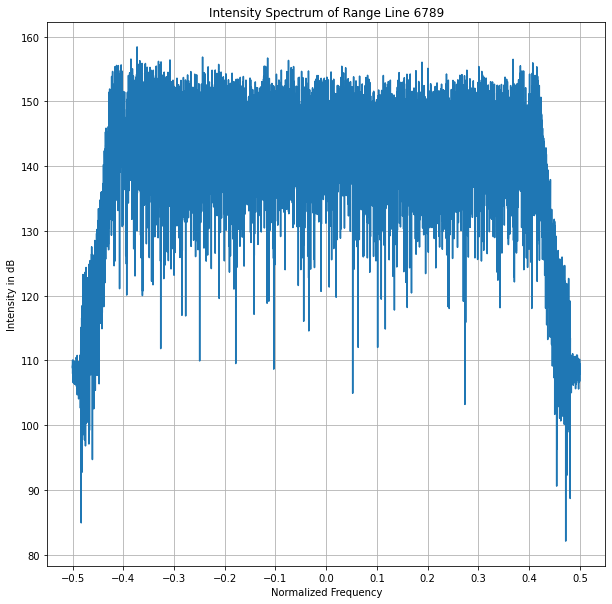 Intensity Spectrum of Range Line 6789
160
150
140
130
120
110
100
90
80
Intensity in dB
−0.5 −0.4 −0.3 −0.2 −0.1 0.0 0.1 0.2 0.3 0.4 0.5
Normalized Frequency